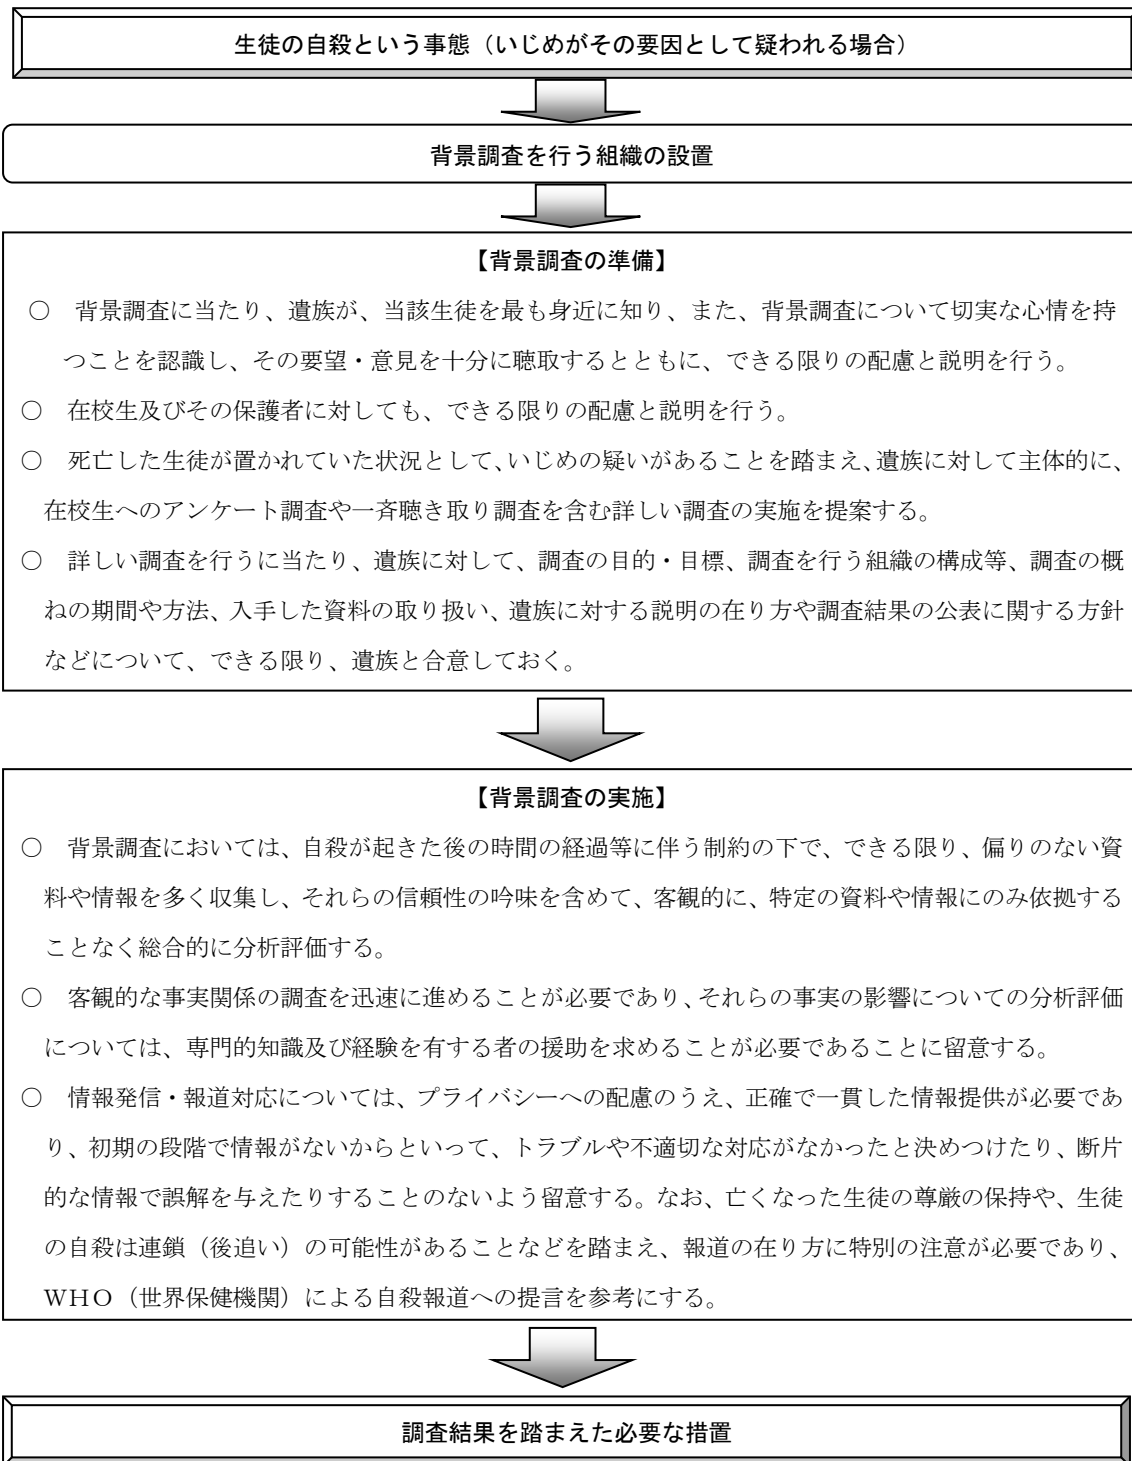 生徒の自殺という事態（いじめがその要因として疑われる場合）
背景調査を行う組織の設置
【背景調査の準備】
○　背景調査に当たり、遺族が、当該生徒を最も身近に知り、また、背景調査について切実な心情を持
つことを認識し、その要望・意見を十分に聴取するとともに、できる限りの配慮と説明を行う。
○　在校生及びその保護者に対しても、できる限りの配慮と説明を行う。
○　死亡した生徒が置かれていた状況として、いじめの疑いがあることを踏まえ、遺族に対して主体的に、
在校生へのアンケート調査や一斉聴き取り調査を含む詳しい調査の実施を提案する。
○　詳しい調査を行うに当たり、遺族に対して、調査の目的・目標、調査を行う組織の構成等、調査の概
ねの期間や方法、入手した資料の取り扱い、遺族に対する説明の在り方や調査結果の公表に関する方針
などについて、できる限り、遺族と合意しておく。
【背景調査の実施】
○　背景調査においては、自殺が起きた後の時間の経過等に伴う制約の下で、できる限り、偏りのない資
料や情報を多く収集し、それらの信頼性の吟味を含めて、客観的に、特定の資料や情報にのみ依拠する
ことなく総合的に分析評価する。
○　客観的な事実関係の調査を迅速に進めることが必要であり、それらの事実の影響についての分析評価
については、専門的知識及び経験を有する者の援助を求めることが必要であることに留意する。
○　情報発信・報道対応については、プライバシーへの配慮のうえ、正確で一貫した情報提供が必要であ
り、初期の段階で情報がないからといって、トラブルや不適切な対応がなかったと決めつけたり、断片
的な情報で誤解を与えたりすることのないよう留意する。なお、亡くなった生徒の尊厳の保持や、生徒
の自殺は連鎖（後追い）の可能性があることなどを踏まえ、報道の在り方に特別の注意が必要であり、
ＷＨＯ（世界保健機関）による自殺報道への提言を参考にする。
調査結果を踏まえた必要な措置